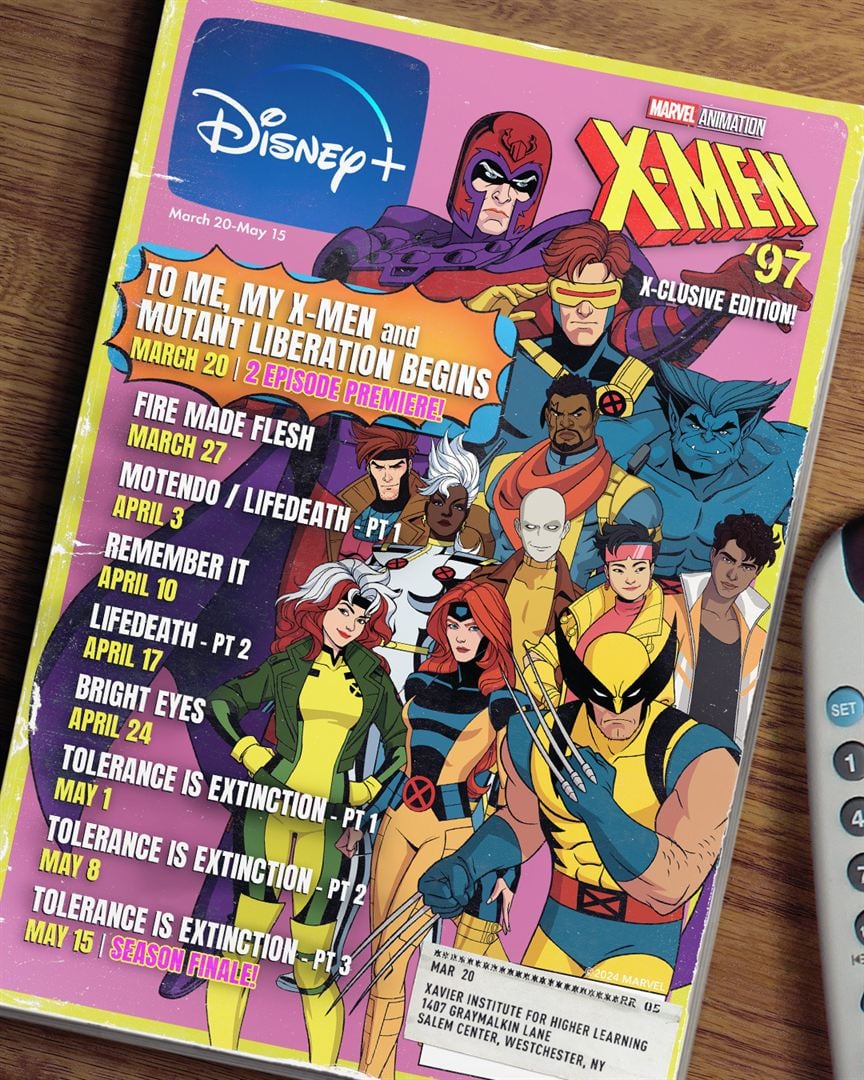 Disney+
March 20-May 15
MARVEL ANIMATION
X-MEN
'97
X-CLUSIVE EDITION!
TO ME, MY X-MEN and
MUTANT LIBERATION BEGINS
MARCH 20 | 2 EPISODE PREMIERE!
FIRE MADE FLESH
MARCH 27
MOTENDO / LIFEDEATH - PT 1
APRIL 3
REMEMBER IT
APRIL 10
LIFEDEATH - PT 2
APRIL 17
BRIGHT EYES
APRIL 24
TOLERANCE IS EXTINCTION - PT 1
MAY 1
TOLERANCE IS EXTINCTION - PT 2
MAY 8
TOLERANCE IS EXTINCTION - PT 3
MAY 15 | SEASON FINALE!
©2024 MARVEL
RR 05
MAR 20
XAVIER INSTITUTE FOR HIGHER LEARNING
1407 GRAYMALKIN LANE
SALEM CENTER, WESTCHESTER, NY
SET
1
4
7